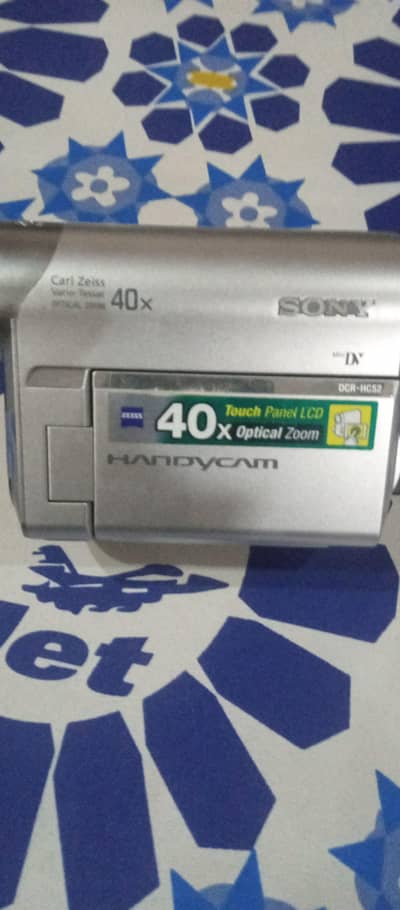 Carl Zeiss
Vario-Tessar
OPTICAL ZOOM 40x
SONY
Mini DV
DCR-HC52
ZEISS 40x Touch Panel LCD
Optical Zoom
HANDYCAM
et